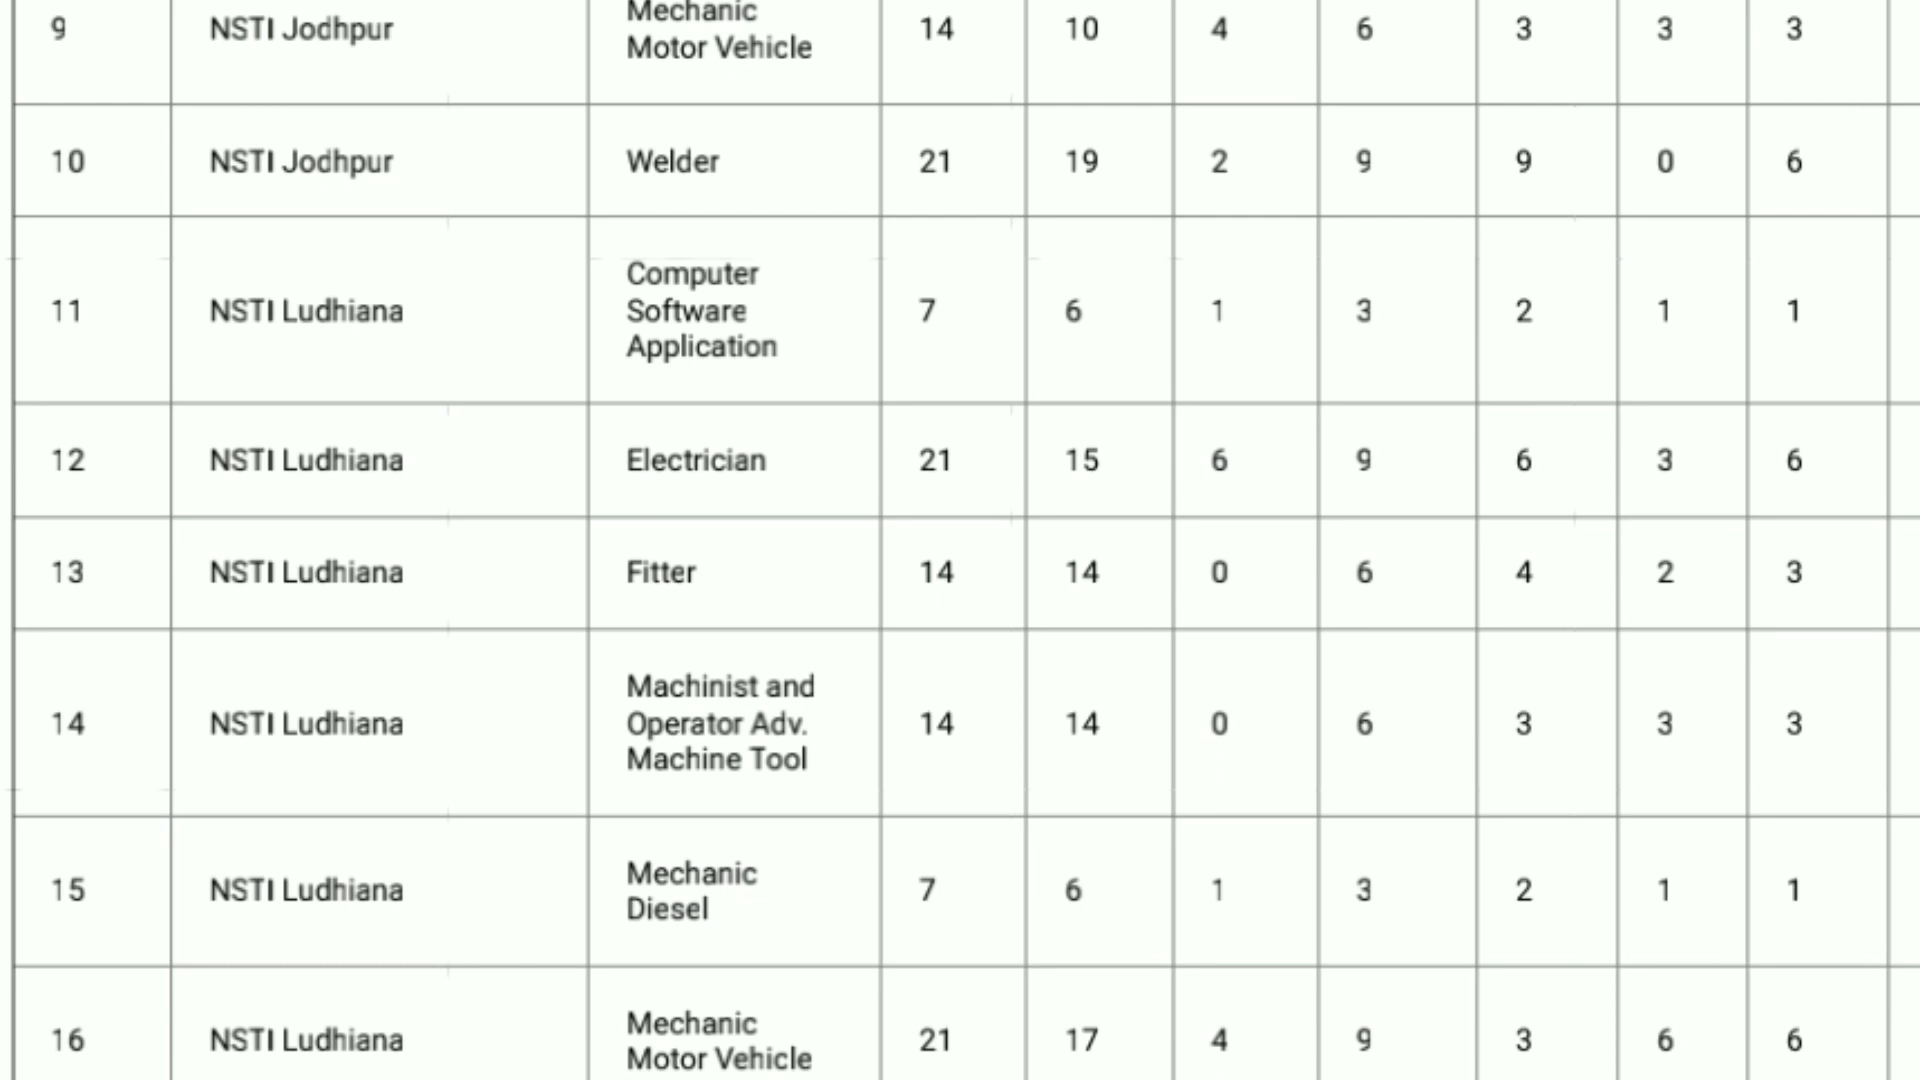 9 NSTI Jodhpur Mechanic Motor Vehicle 14 10 4 6 3 3 3
10 NSTI Jodhpur Welder 21 19 2 9 9 0 6
11 NSTI Ludhiana Computer Software Application 7 6 1 3 2 1 1
12 NSTI Ludhiana Electrician 21 15 6 9 6 3 6
13 NSTI Ludhiana Fitter 14 14 0 6 4 2 3
14 NSTI Ludhiana Machinist and Operator Adv. Machine Tool 14 14 0 6 3 3 3
15 NSTI Ludhiana Mechanic Diesel 7 6 1 3 2 1 1
16 NSTI Ludhiana Mechanic Motor Vehicle 21 17 4 9 3 6 6